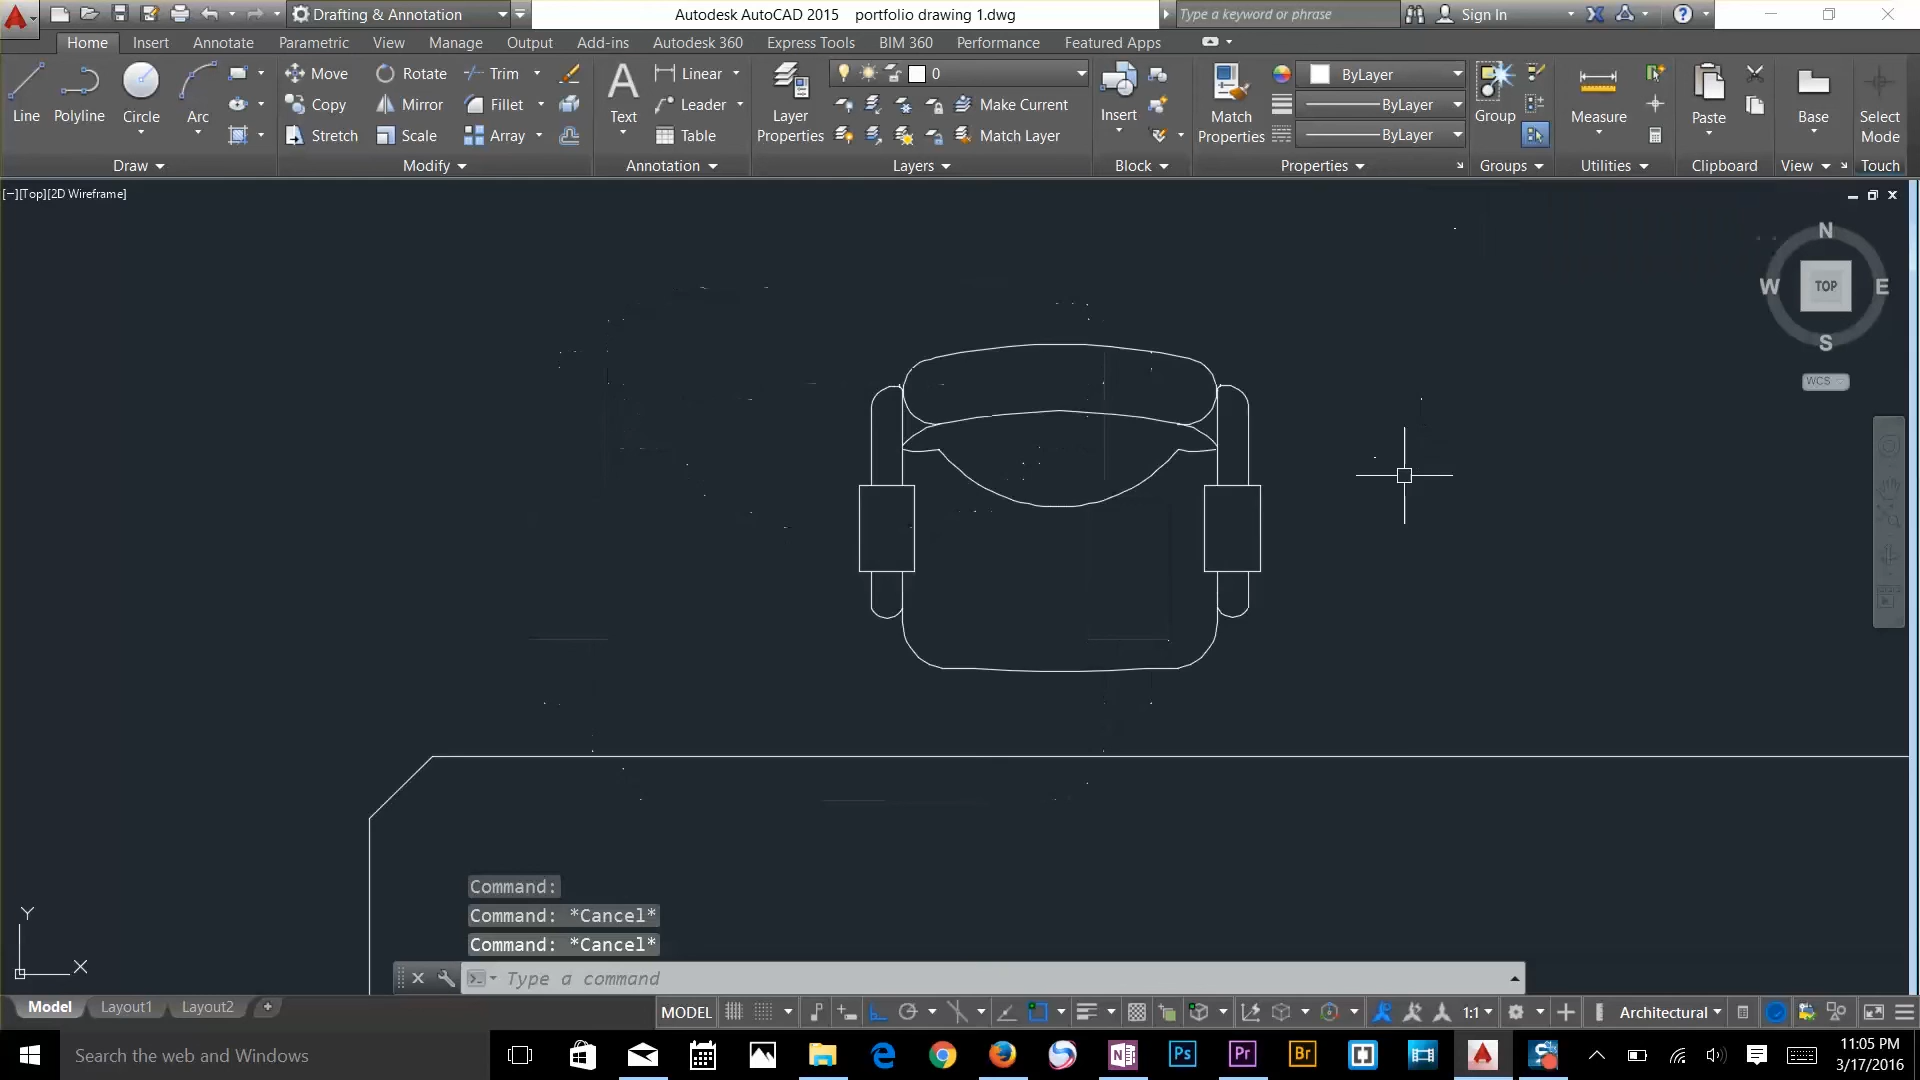 Drafting & Annotation
Autodesk AutoCAD 2015 portfolio drawing 1.dwg
Type a keyword or phrase
Sign In
Home Insert Annotate Parametric View Manage Output Add-ins Autodesk 360 Express Tools BIM 360 Performance Featured Apps
Move Rotate Trim Linear 0 ByLayer
Copy Mirror Fillet Leader Make Current ByLayer
Line Polyline Circle Arc Text Layer Insert Match Group Measure Paste Base Select
Stretch Scale Array Table Properties Match Layer Properties ByLayer Mode
Draw Modify Annotation Layers Block Properties Groups Utilities Clipboard View Touch
[−][Top][2D Wireframe]
N
W TOP E
S
WCS
Command:
Command: *Cancel*
Command: *Cancel*
Y
X
Type a command
Model Layout1 Layout2
MODEL 1:1 Architectural
Search the web and Windows
Ps Pr Br
11:05 PM
3/17/2016